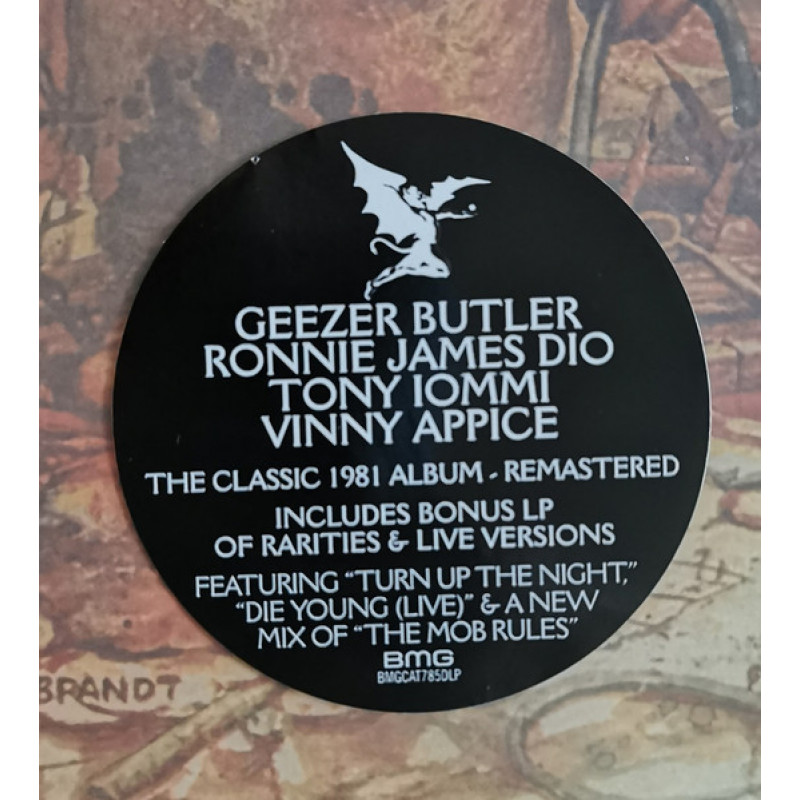 GEEZER BUTLER
RONNIE JAMES DIO
TONY IOMMI
VINNY APPICE
THE CLASSIC 1981 ALBUM - REMASTERED
INCLUDES BONUS LP
OF RARITIES & LIVE VERSIONS
FEATURING “TURN UP THE NIGHT,”
“DIE YOUNG (LIVE)” & A NEW
MIX OF “THE MOB RULES”
BMG
BMGCAT785DLP
BRANDT